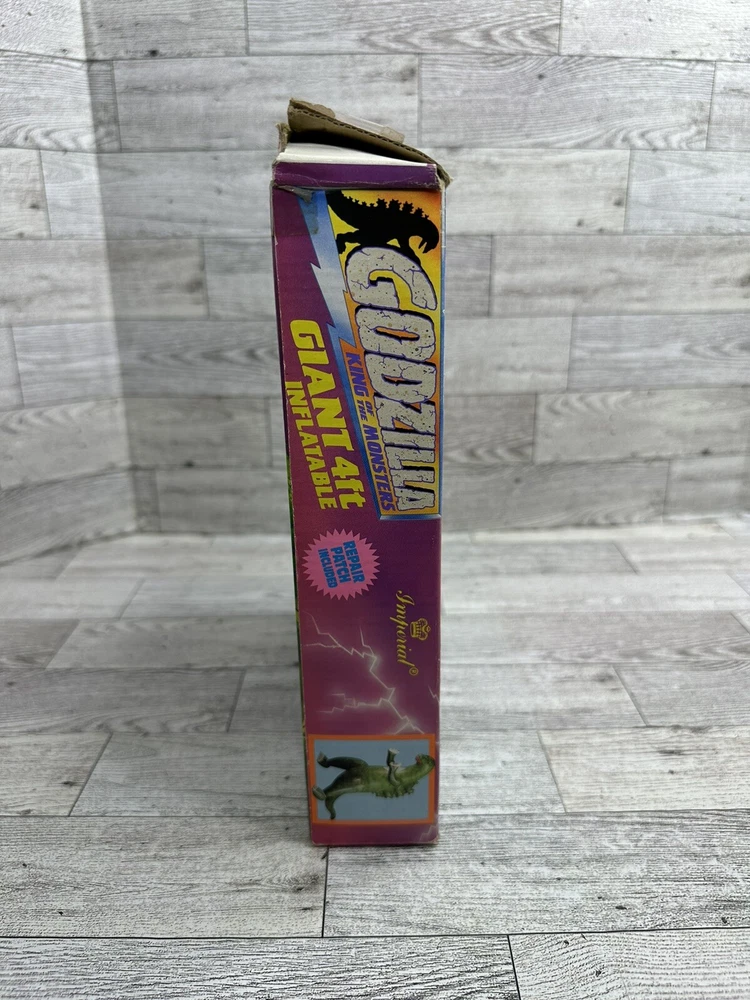 GODZILLA
KING OF THE MONSTERS
GIANT 4ft
INFLATABLE
REPAIR
PATCH
INCLUDED
Imperial®